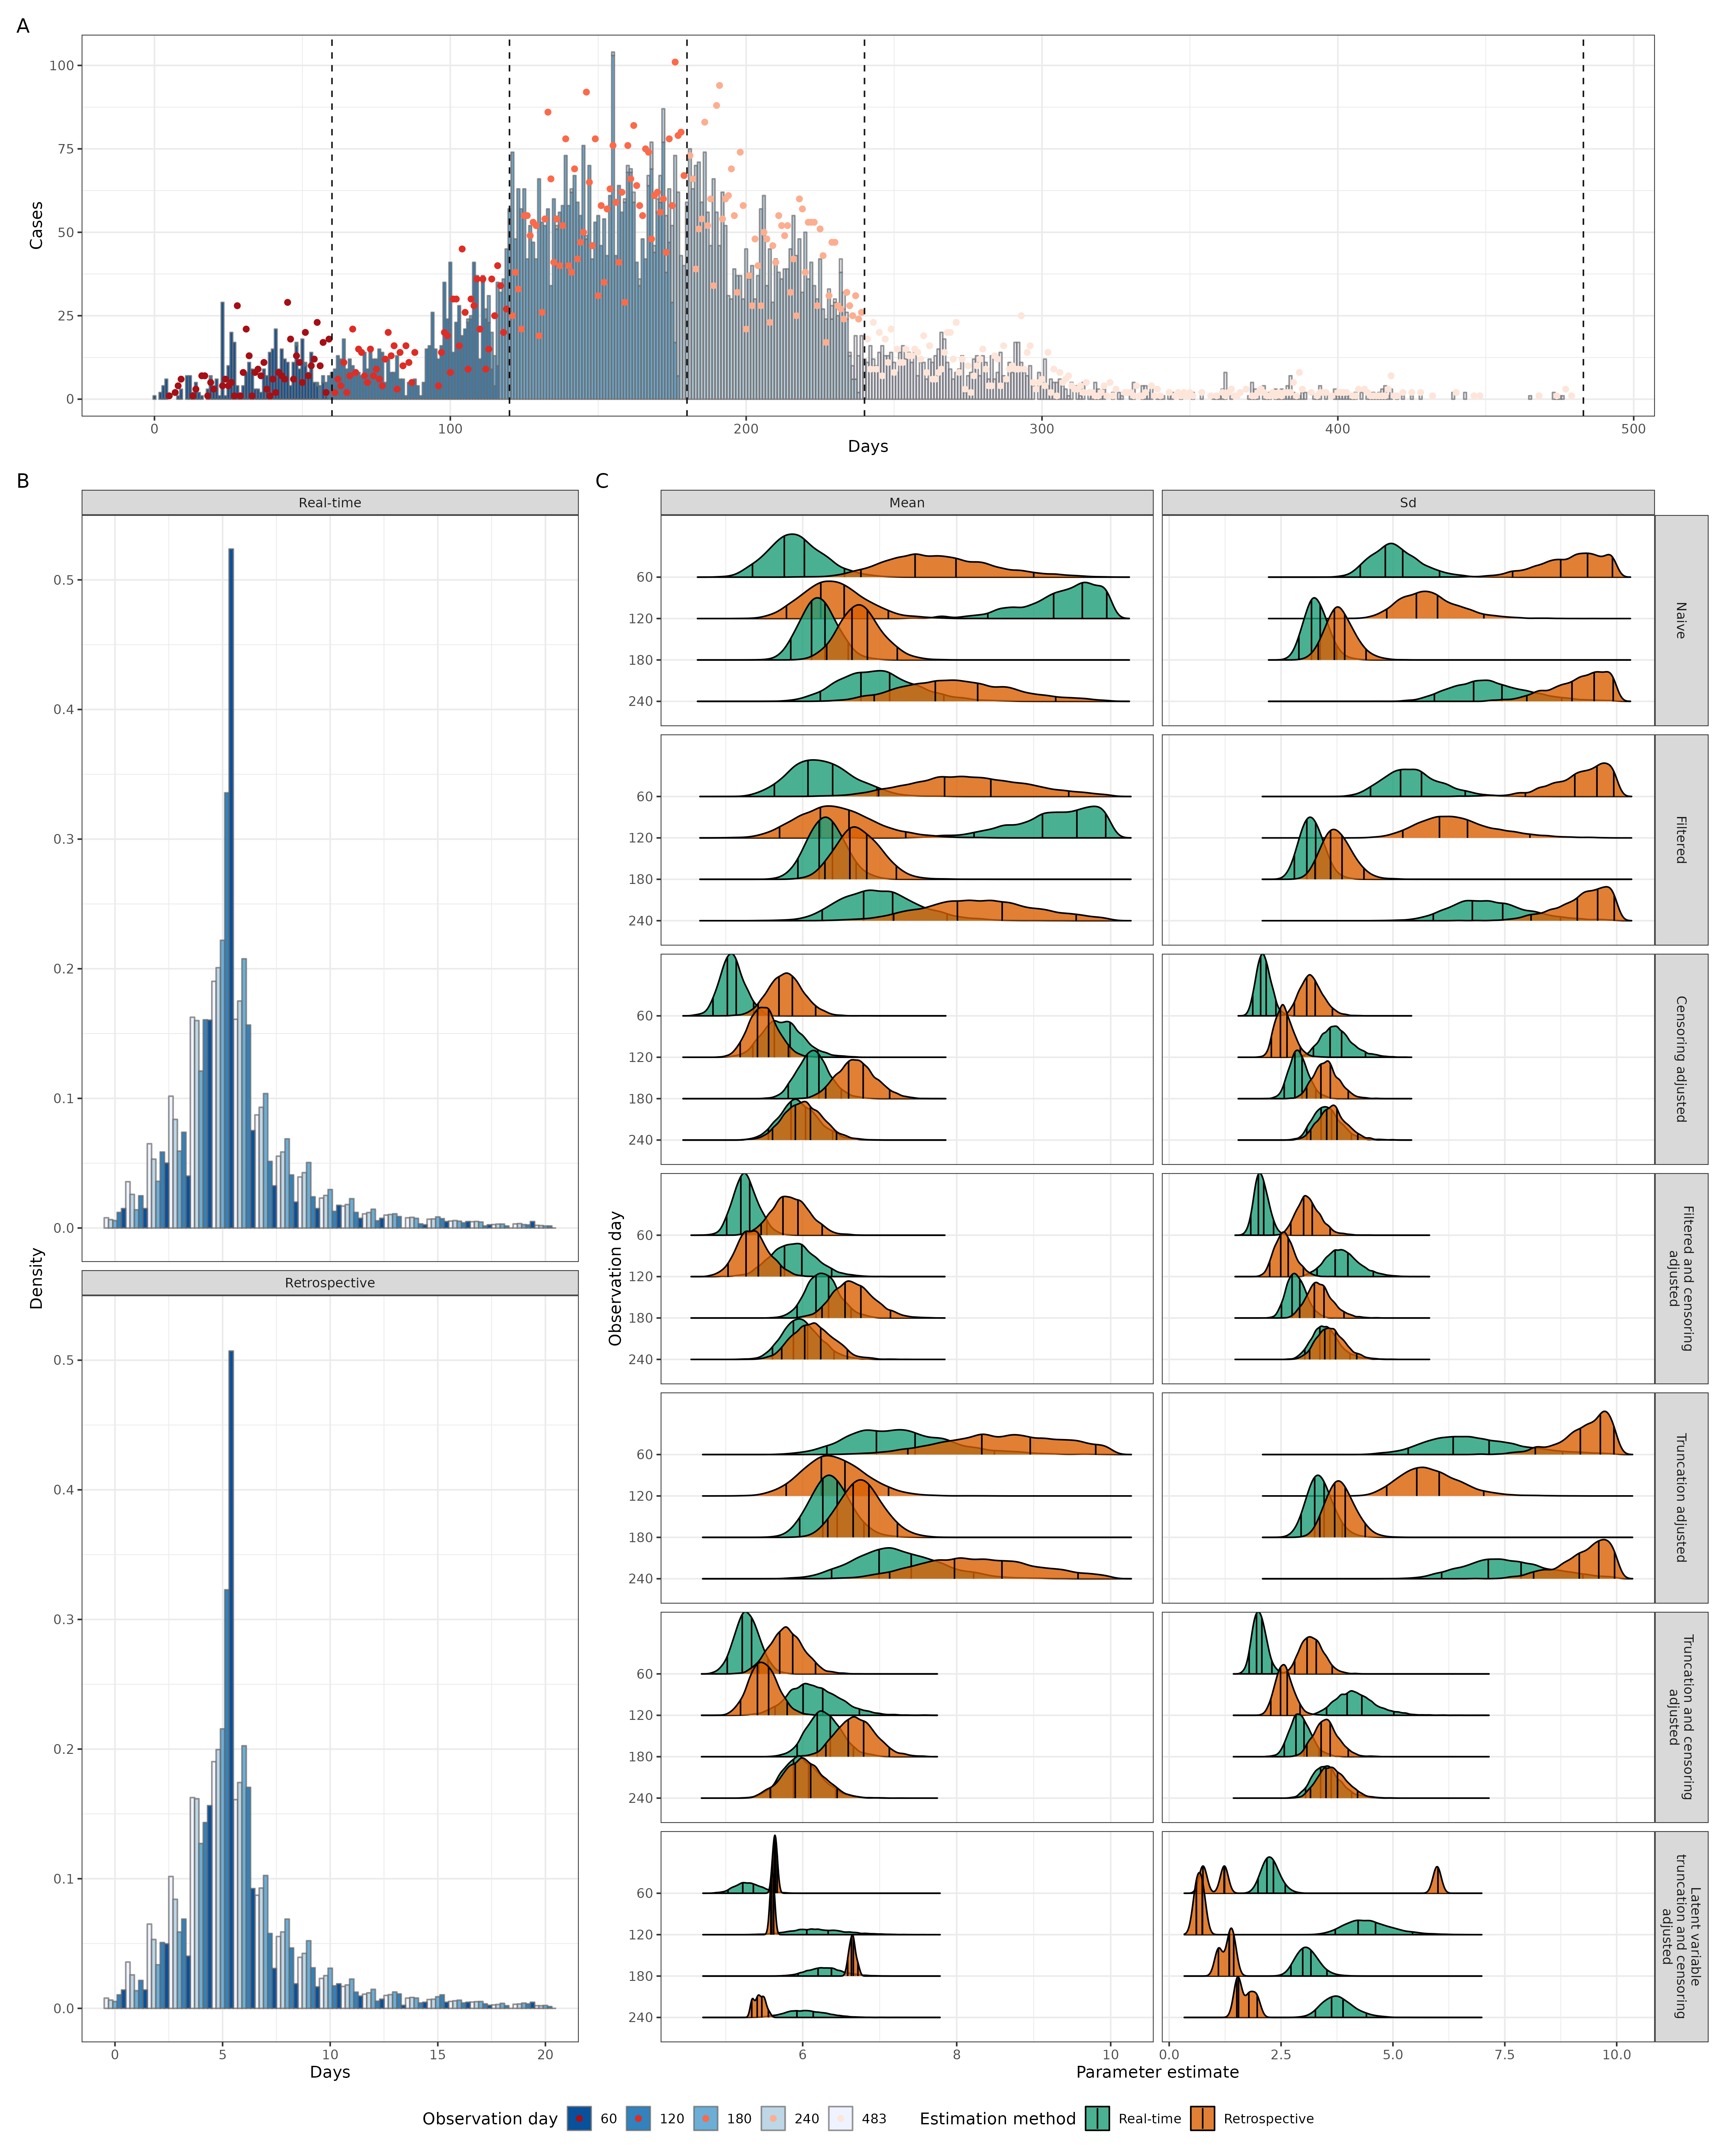 A
100
75
50
25
0
Cases
0
100
200
300
400
500
Days
B
Real-time
0.5
0.4
0.3
0.2
0.1
0.0
Density
Retrospective
0.5
0.4
0.3
0.2
0.1
0.0
0
5
10
15
20
Days
C
Mean
Sd
Observation day
60
120
180
240
Naive
60
120
180
240
Filtered
60
120
180
240
Censoring adjusted
60
120
180
240
Filtered and censoring
adjusted
60
120
180
240
Truncation adjusted
60
120
180
240
Truncation and censoring
adjusted
60
120
180
240
Latent variable
truncation and censoring
adjusted
6
8
10
0.0
2.5
5.0
7.5
10.0
Parameter estimate
Observation day
60
120
180
240
483
Estimation method
Real-time
Retrospective